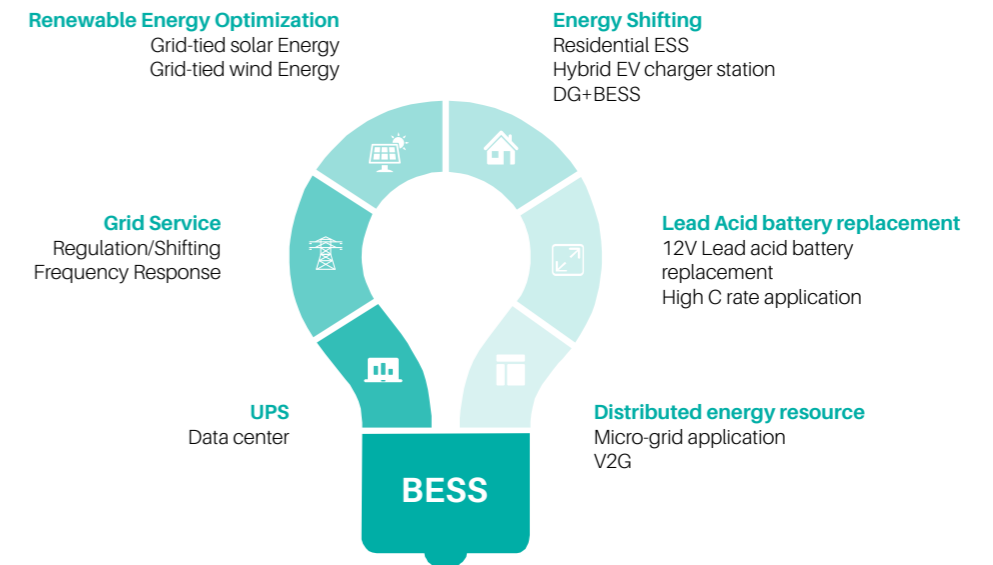 Renewable Energy Optimization
Grid-tied solar Energy
Grid-tied wind Energy
Energy Shifting
Residential ESS
Hybrid EV charger station
DG+BESS
Grid Service
Regulation/Shifting
Frequency Response
Lead Acid battery replacement
12V Lead acid battery
replacement
High C rate application
UPS
Data center
Distributed energy resource
Micro-grid application
V2G
BESS